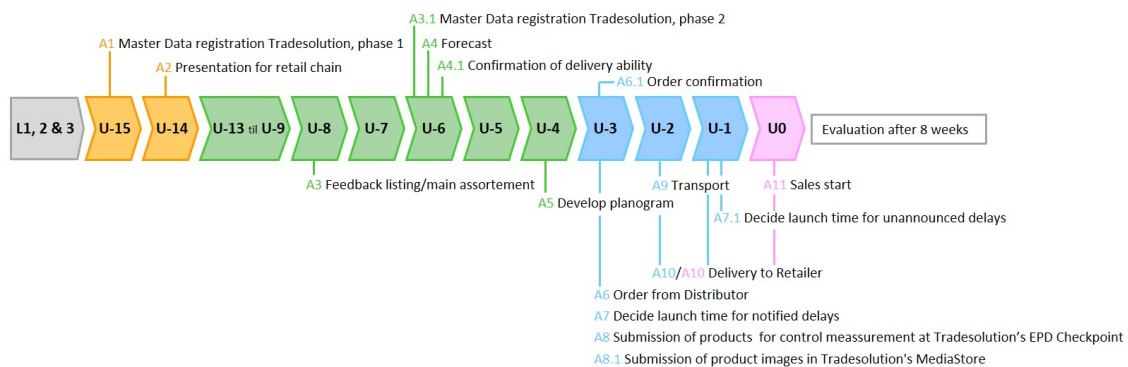 A3.1 Master Data registration Tradesolution, phase 2
A1 Master Data registration Tradesolution, phase 1
A4 Forecast
A2 Presentation for retail chain
A4.1 Confirmation of delivery ability
A6.1 Order confirmation
L1, 2 & 3
U-15
U-14
U-13 til U-9
U-8
U-7
U-6
U-5
U-4
U-3
U-2
U-1
U0
Evaluation after 8 weeks
A3 Feedback listing/main assortement
A9 Transport
A11 Sales start
A5 Develop planogram
A7.1 Decide launch time for unannounced delays
A10/A10 Delivery to Retailer
A6 Order from Distributor
A7 Decide launch time for notified delays
A8 Submission of products for control meassurement at Tradesolution's EPD Checkpoint
A8.1 Submission of product images in Tradesolution's MediaStore